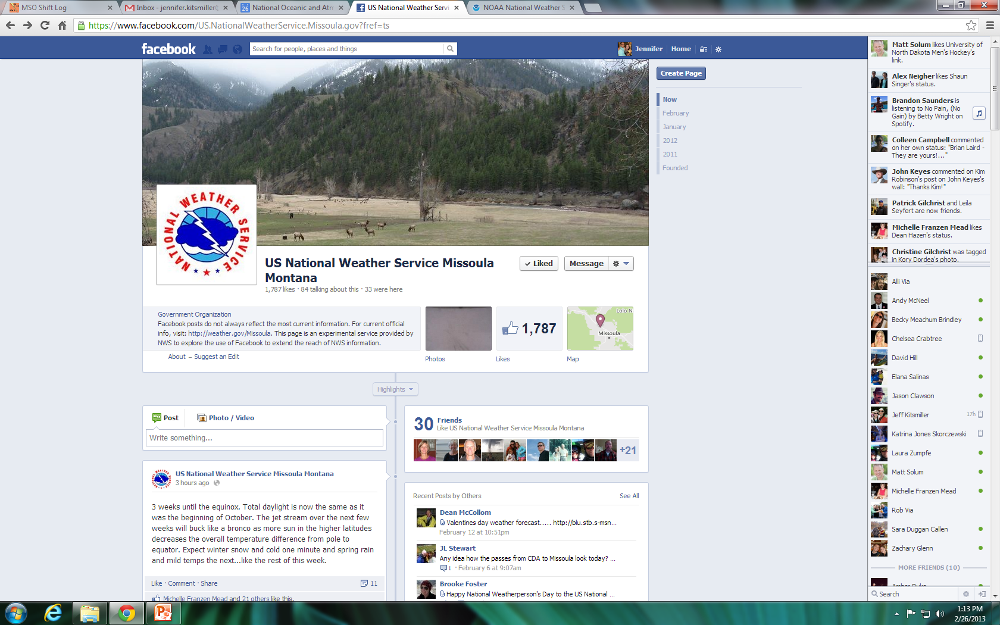 MSO Shift Log
Inbox - jennifer.kitsmiller@
National Oceanic and Atm
US National Weather Servi
NOAA National Weather S
https://www.facebook.com/US.NationalWeatherService.Missoula.gov?fref=ts
facebook
Search for people, places and things
Jennifer
Home
Create Page
Now
February
January
2012
2011
Founded
NATIONAL WEATHER SERVICE
US National Weather Service Missoula
Montana
1,787 likes · 84 talking about this · 33 were here
Liked
Message
Government Organization
Facebook posts do not always reflect the most current information. For current official
info, visit: http://weather.gov/Missoula. This page is an experimental service provided by
NWS to explore the use of Facebook to extend the reach of NWS information.
About – Suggest an Edit
Photos
1,787
Likes
Lolo N
Missoula
Map
Highlights
Post
Photo / Video
Write something...
US National Weather Service Missoula Montana
3 hours ago
3 weeks until the equinox. Total daylight is now the same as it
was the beginning of October. The jet stream over the next few
weeks will buck like a bronco as more sun in the higher latitudes
decreases the overall temperature difference from pole to
equator. Expect winter snow and cold one minute and spring rain
and mild temps the next...like the rest of this week.
Like · Comment · Share
11
Michelle Franzen Mead and 21 others like this.
30 Friends
Like US National Weather Service Missoula Montana
+21
Recent Posts by Others
See All
Dean McCollom
Valentines day weather forecast..... http://blu.stb.s-msn...
February 12 at 10:51pm
JL Stewart
Any idea how the passes from CDA to Missoula look today? ...
1 · February 6 at 9:07am
Brooke Foster
Happy National Weatherperson's Day to the US National ...
Matt Solum likes University of
North Dakota Men's Hockey's
link.
Alex Neigher likes Shaun
Singer's status.
Brandon Saunders is
listening to No Pain, (No
Gain) by Betty Wright on
Spotify.
Colleen Campbell commented
on her own status: "Brian Laird -
They are yours!..."
John Keyes commented on Kim
Robinson's post on John Keyes's
wall: "Thanks Kim!"
Patrick Gilchrist and Leila
Seyfert are now friends.
Michelle Franzen Mead likes
Dean Hazen's status.
Christine Gilchrist was tagged
in Kory Dordea's photo.
Alli Via
Andy McNeel
Becky Meachum Brindley
Chelsea Crabtree
David Hill
Elana Salinas
Jason Clawson
Jeff Kitsmiller
17h
Katrina Jones Skorczewski
Laura Zumpfe
Matt Solum
Michelle Franzen Mead
Rob Via
Sara Duggan Callen
Zachary Glenn
MORE FRIENDS (10)
Amber Duke
Search
1:13 PM
2/26/2013